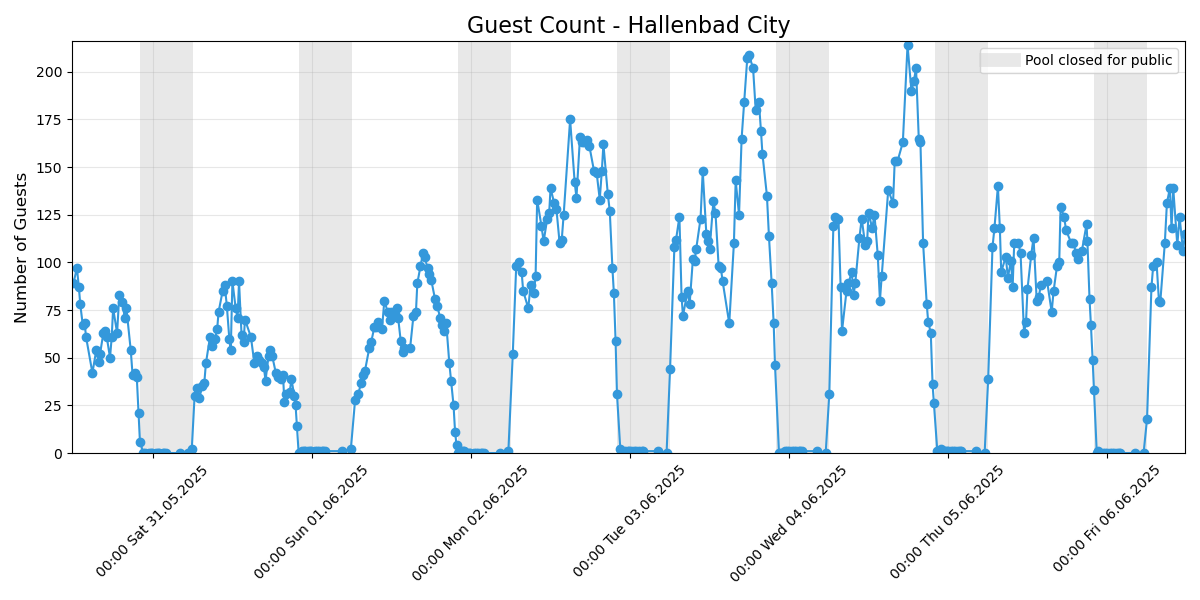 Guest Count - Hallenbad City
Pool closed for public
Number of Guests
200
175
150
125
100
75
50
25
0
00:00 Sat 31.05.2025
00:00 Sun 01.06.2025
00:00 Mon 02.06.2025
00:00 Tue 03.06.2025
00:00 Wed 04.06.2025
00:00 Thu 05.06.2025
00:00 Fri 06.06.2025